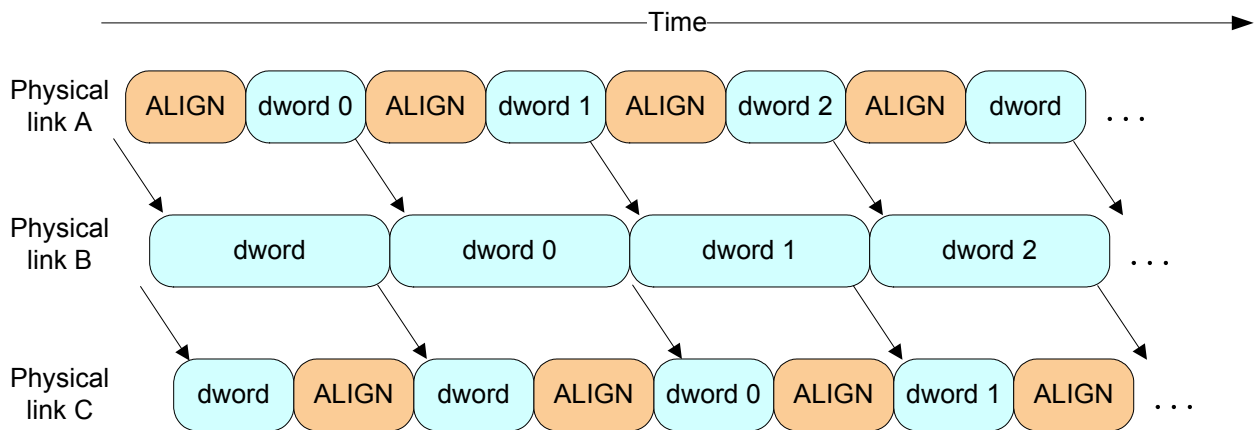 Time
Physical
link A
ALIGN dword 0 ALIGN dword 1 ALIGN dword 2 ALIGN dword . . .
Physical
link B
dword dword 0 dword 1 dword 2 . . .
Physical
link C
dword ALIGN dword ALIGN dword 0 ALIGN dword 1 ALIGN . . .